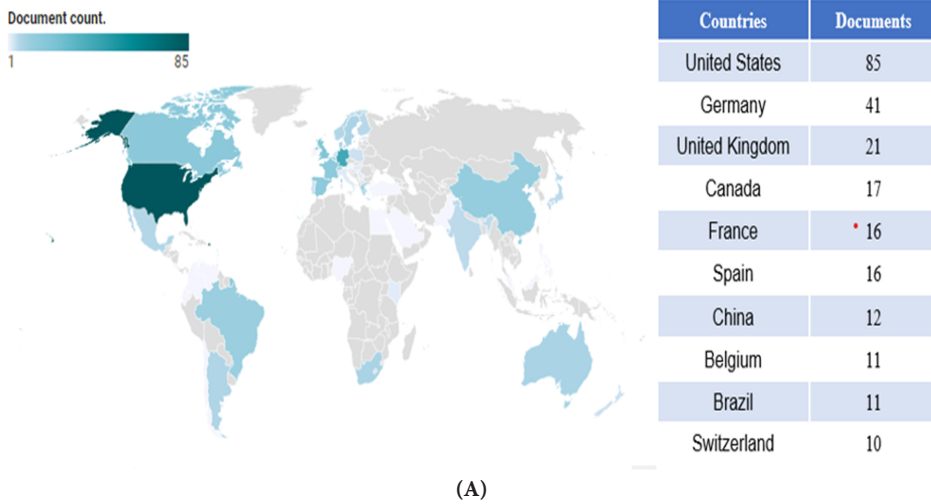 Document count.
1 85
Countries Documents
United States 85
Germany 41
United Kingdom 21
Canada 17
France 16
Spain 16
China 12
Belgium 11
Brazil 11
Switzerland 10
(A)